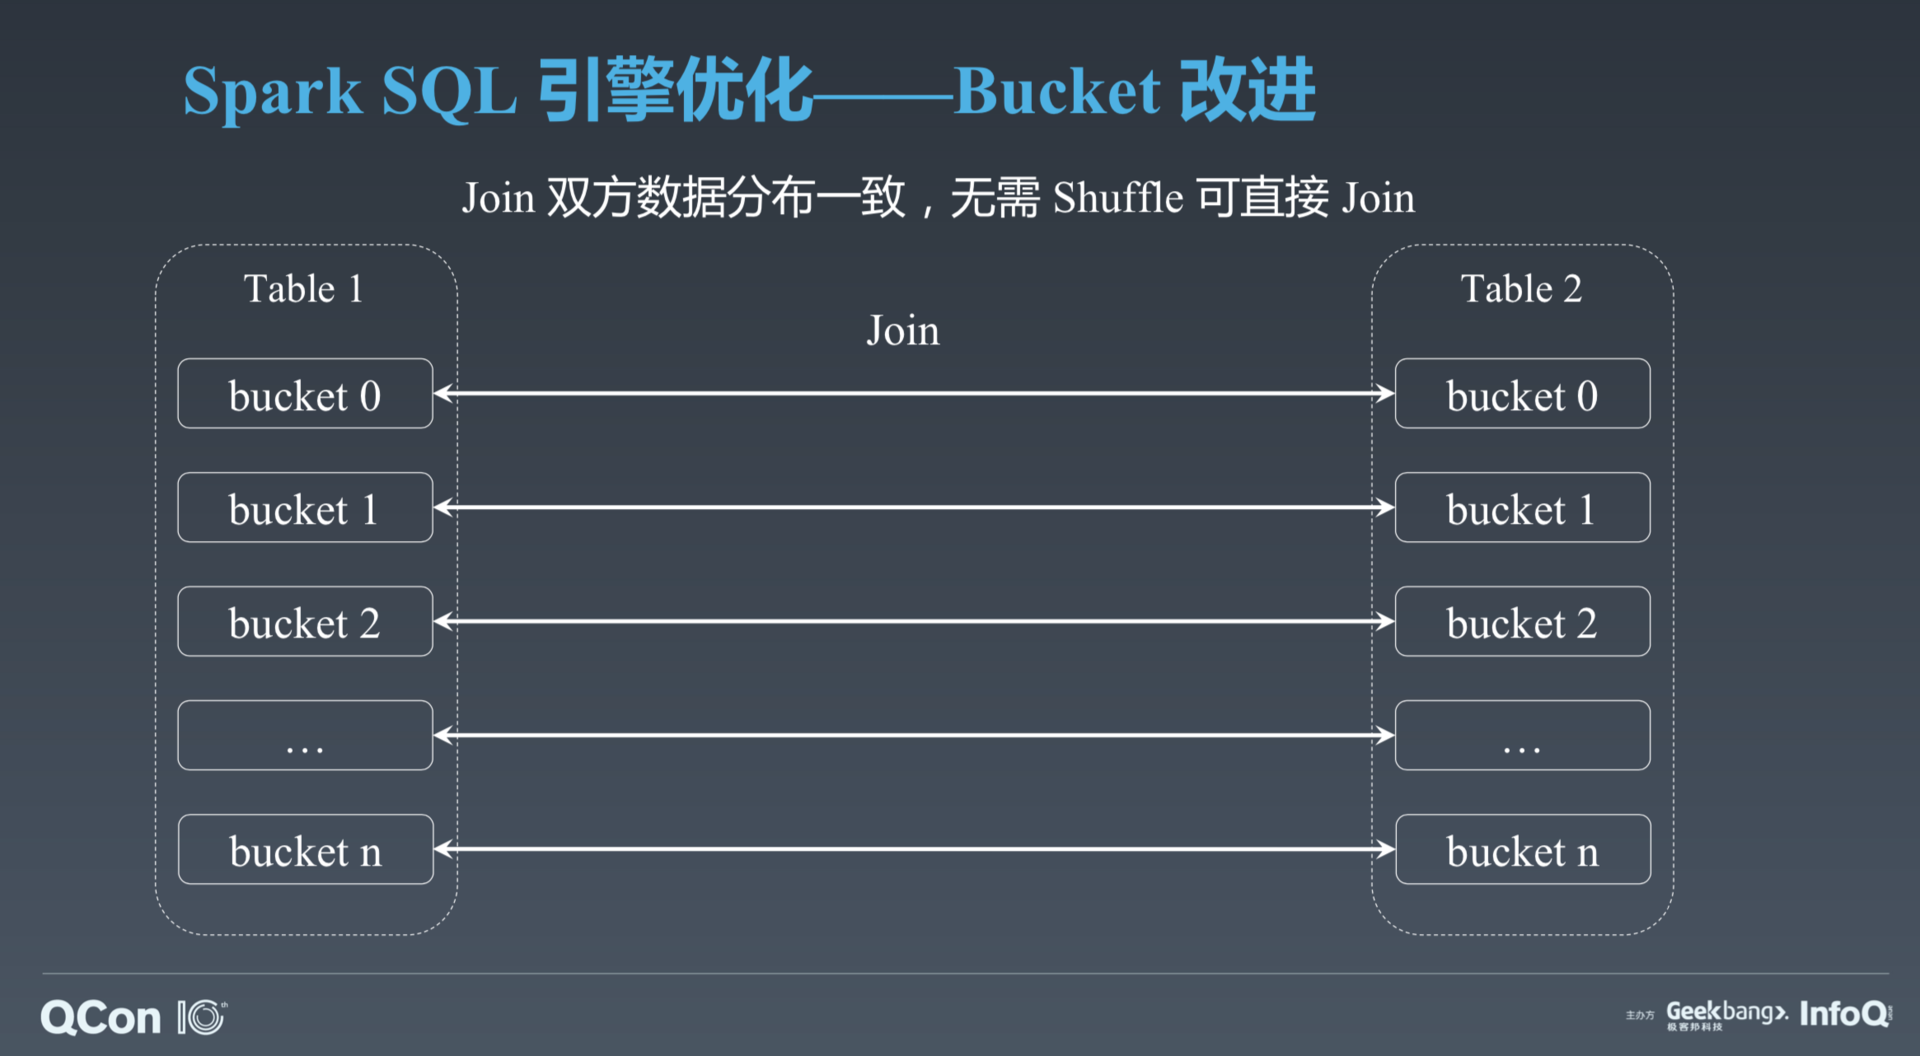 Spark SQL 引擎优化——Bucket 改进
Join 双方数据分布一致，无需 Shuffle 可直接 Join
Table 1
Table 2
Join
bucket 0
bucket 0
bucket 1
bucket 1
bucket 2
bucket 2
…
…
bucket n
bucket n
QCon 10th
主办方 Geekbang>. InfoQ
极客邦科技